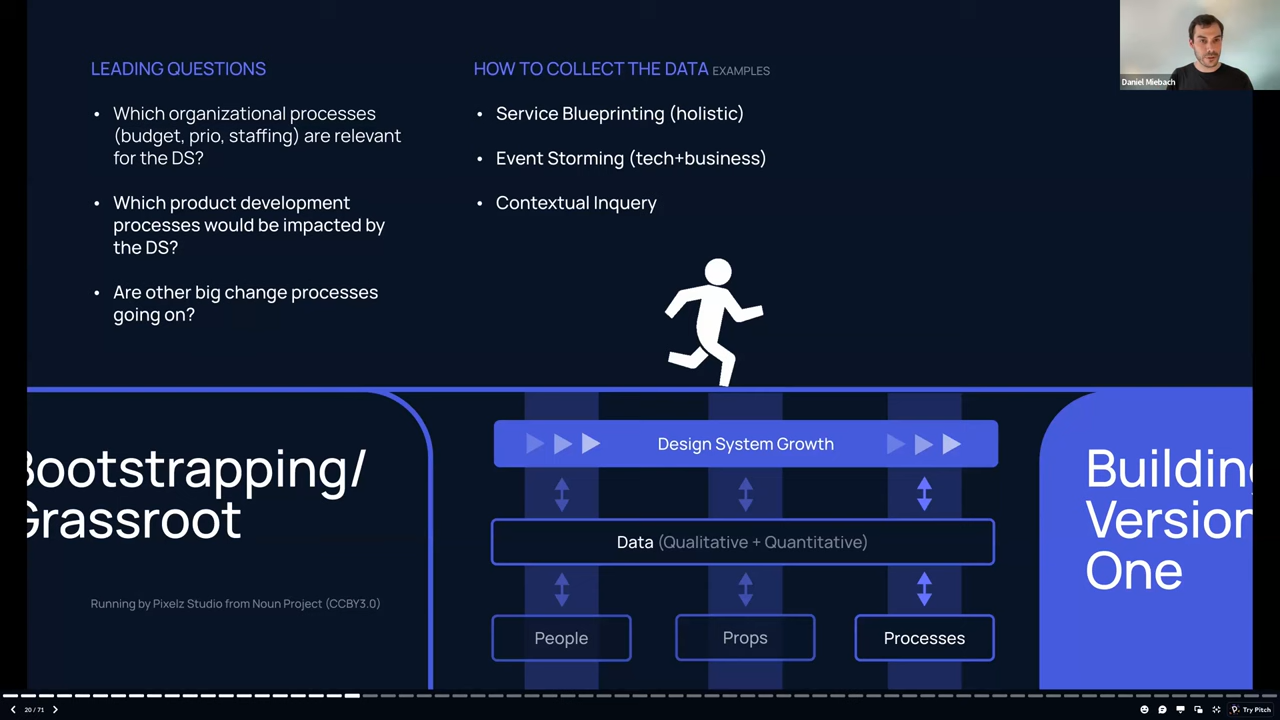 LEADING QUESTIONS
• Which organizational processes
(budget, prio, staffing) are relevant
for the DS?
• Which product development
processes would be impacted by
the DS?
• Are other big change processes
going on?
HOW TO COLLECT THE DATA EXAMPLES
• Service Blueprinting (holistic)
• Event Storming (tech+business)
• Contextual Inquery
Daniel Miebach
Bootstrapping/
Grassroot
Running by Pixelz Studio from Noun Project (CCBY3.0)
Design System Growth
Data (Qualitative + Quantitative)
People
Props
Processes
Building
Version
One
20 / 71
Try Pitch